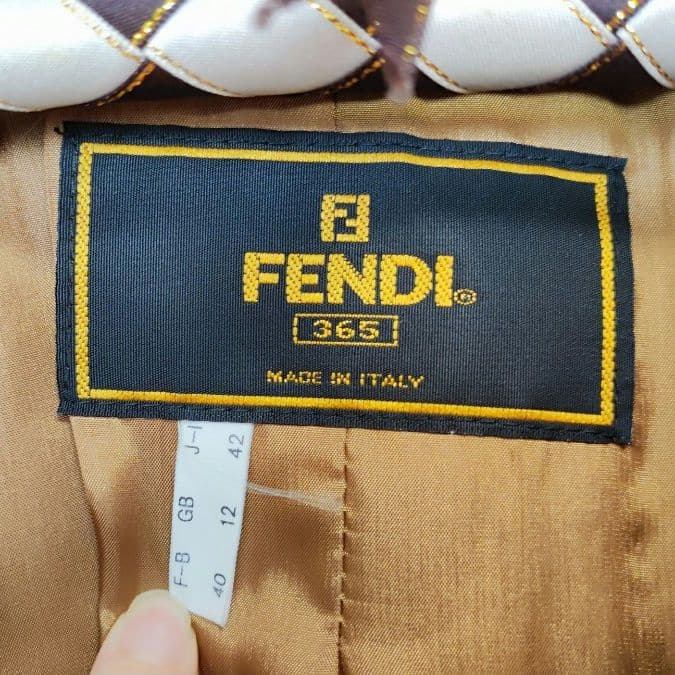 FF
FENDI®
365
MADE IN ITALY
J-I 42
GB 12
F-B 40